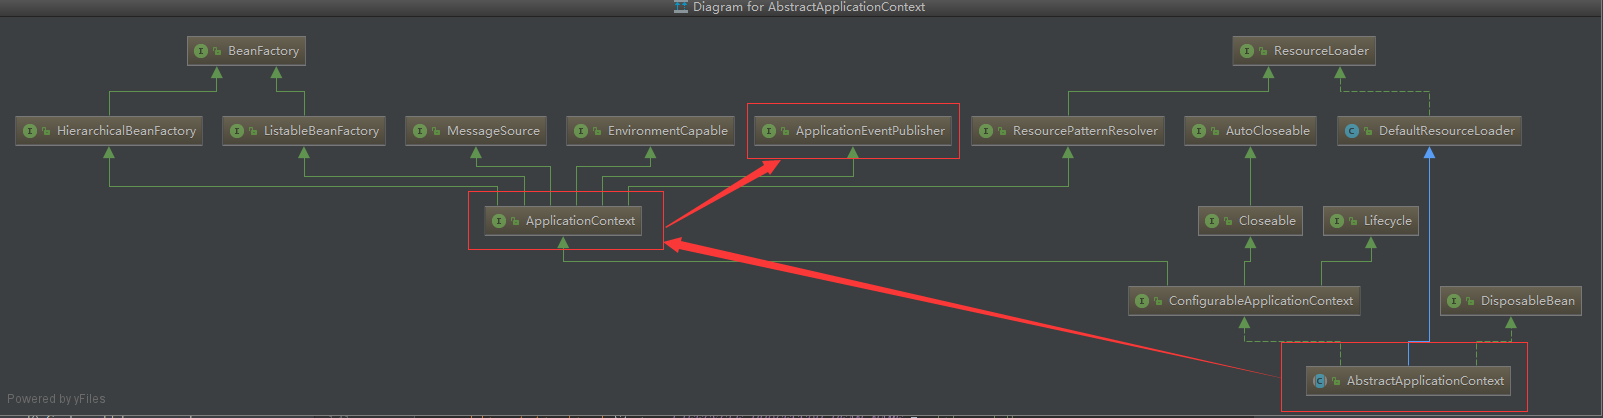 Diagram for AbstractApplicationContext
BeanFactory
ResourceLoader
HierarchicalBeanFactory
ListableBeanFactory
MessageSource
EnvironmentCapable
ApplicationEventPublisher
ResourcePatternResolver
AutoCloseable
DefaultResourceLoader
ApplicationContext
Closeable
Lifecycle
ConfigurableApplicationContext
DisposableBean
AbstractApplicationContext
Powered by yFiles